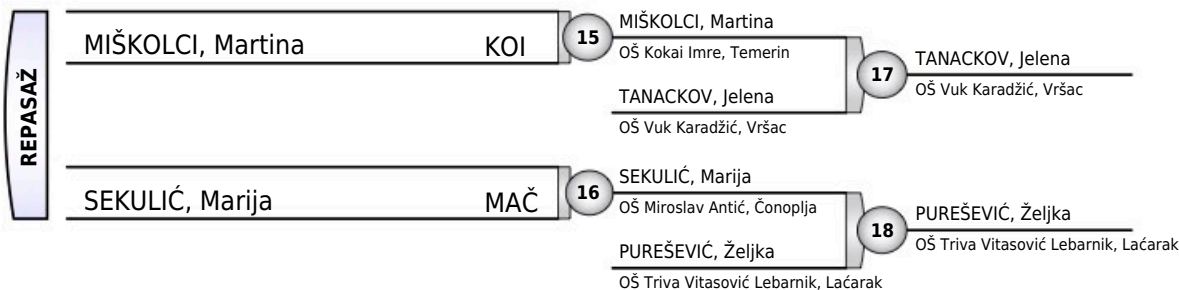 REPASAŽ
MIŠKOLCI, Martina KOI
15
MIŠKOLCI, Martina
OŠ Kokai Imre, Temerin
TANACKOV, Jelena
OŠ Vuk Karadžić, Vršac
17
TANACKOV, Jelena
OŠ Vuk Karadžić, Vršac
SEKULIĆ, Marija MAČ
16
SEKULIĆ, Marija
OŠ Miroslav Antić, Čonoplja
PUREŠEVIĆ, Željka
OŠ Triva Vitasović Lebarnik, Laćarak
18
PUREŠEVIĆ, Željka
OŠ Triva Vitasović Lebarnik, Laćarak